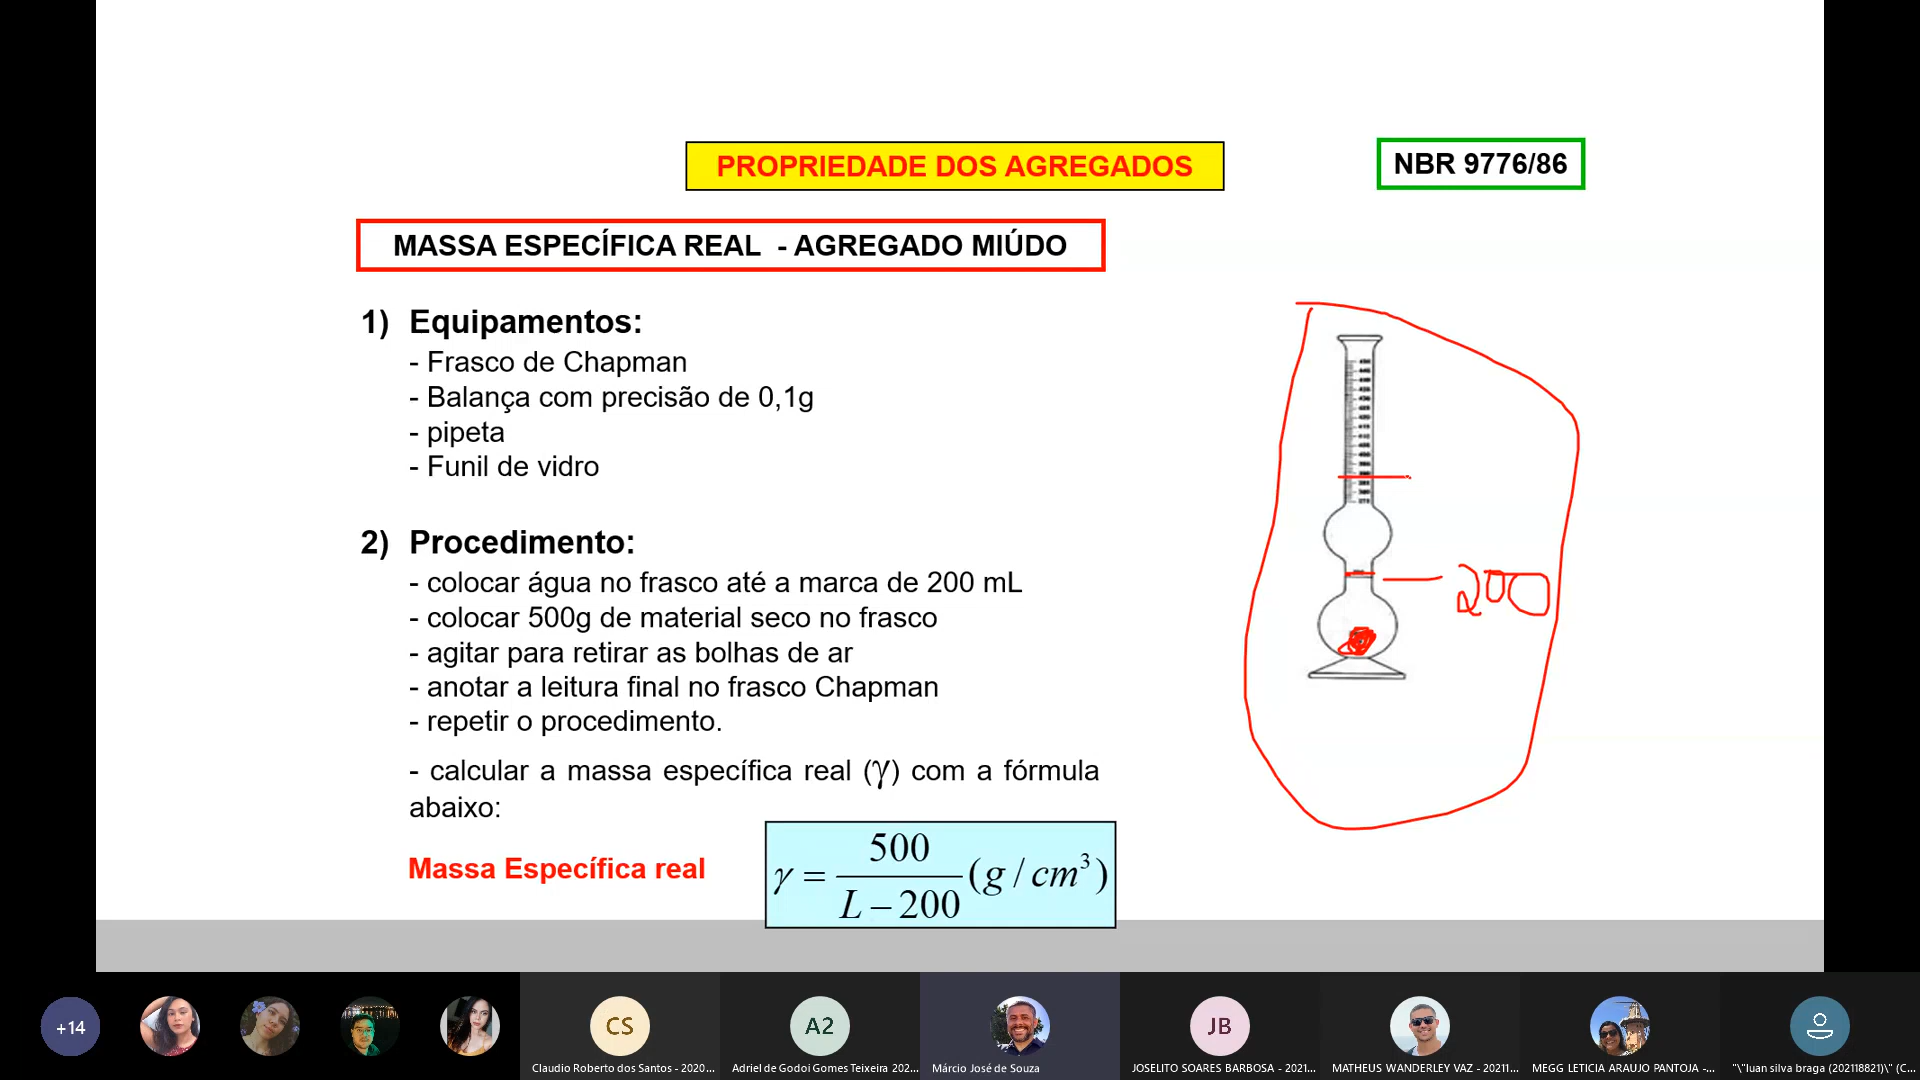 PROPRIEDADE DOS AGREGADOS
NBR 9776/86
MASSA ESPECÍFICA REAL - AGREGADO MIÚDO
1) Equipamentos:
- Frasco de Chapman
- Balança com precisão de 0,1g
- pipeta
- Funil de vidro
2) Procedimento:
- colocar água no frasco até a marca de 200 mL
- colocar 500g de material seco no frasco
- agitar para retirar as bolhas de ar
- anotar a leitura final no frasco Chapman
- repetir o procedimento.
- calcular a massa específica real (γ) com a fórmula
abaixo:
Massa Específica real
γ = 500 / (L – 200) (g / cm³)
200
+14
CS
A2
JB
Claudio Roberto dos Santos - 2020...
Adriel de Godoi Gomes Teixeira 202...
Márcio José de Souza
JOSELITO SOARES BARBOSA - 2021...
MATHEUS WANDERLEY VAZ - 20211...
MEGG LETICIA ARAUJO PANTOJA -...
"\"luan silva braga (202118821)\" (C...